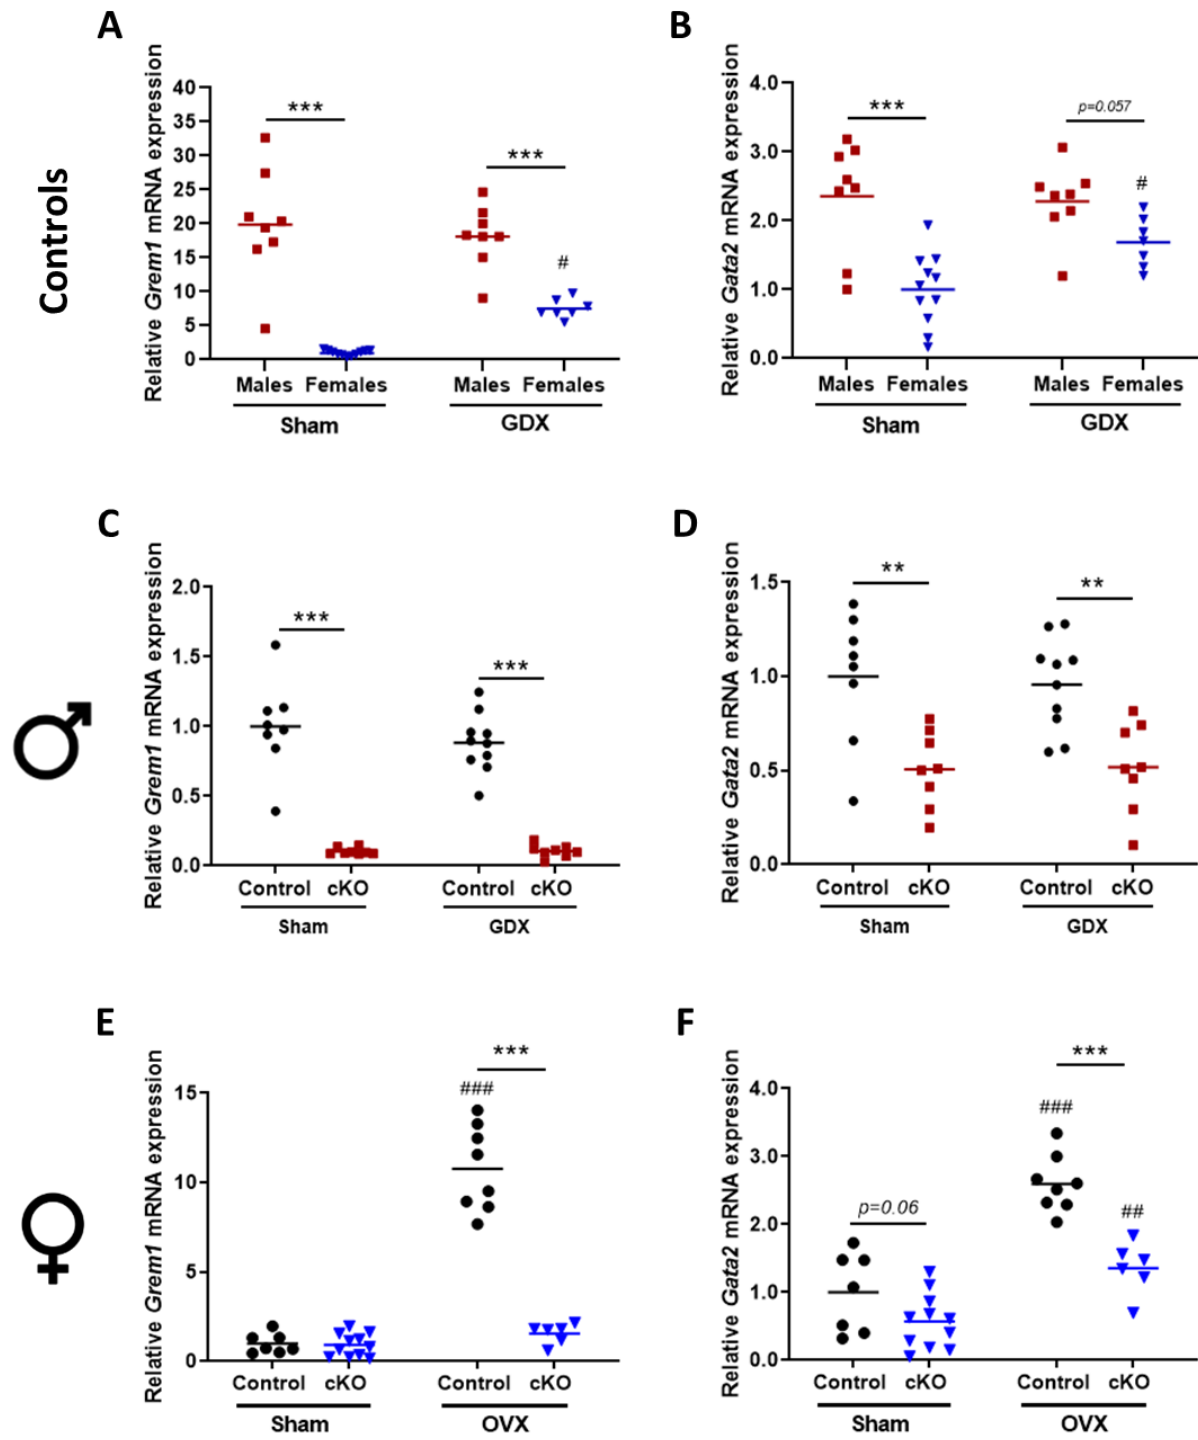 A
B
Controls
Relative Grem1 mRNA expression
40
35
30
25
20
15
10
5
0
***
***
#
Males Females Males Females
Sham GDX
Relative Gata2 mRNA expression
4.0
3.0
2.0
1.0
0.0
***
p=0.057
#
Males Females Males Females
Sham GDX
C
D
Relative Grem1 mRNA expression
2.0
1.5
1.0
0.5
0.0
***
***
Control cKO Control cKO
Sham GDX
Relative Gata2 mRNA expression
1.5
1.0
0.5
0.0
**
**
Control cKO Control cKO
Sham GDX
E
F
Relative Grem1 mRNA expression
15
10
5
0
***
###
Control cKO Control cKO
Sham OVX
Relative Gata2 mRNA expression
4.0
3.0
2.0
1.0
0.0
***
###
p=0.06
##
Control cKO Control cKO
Sham OVX